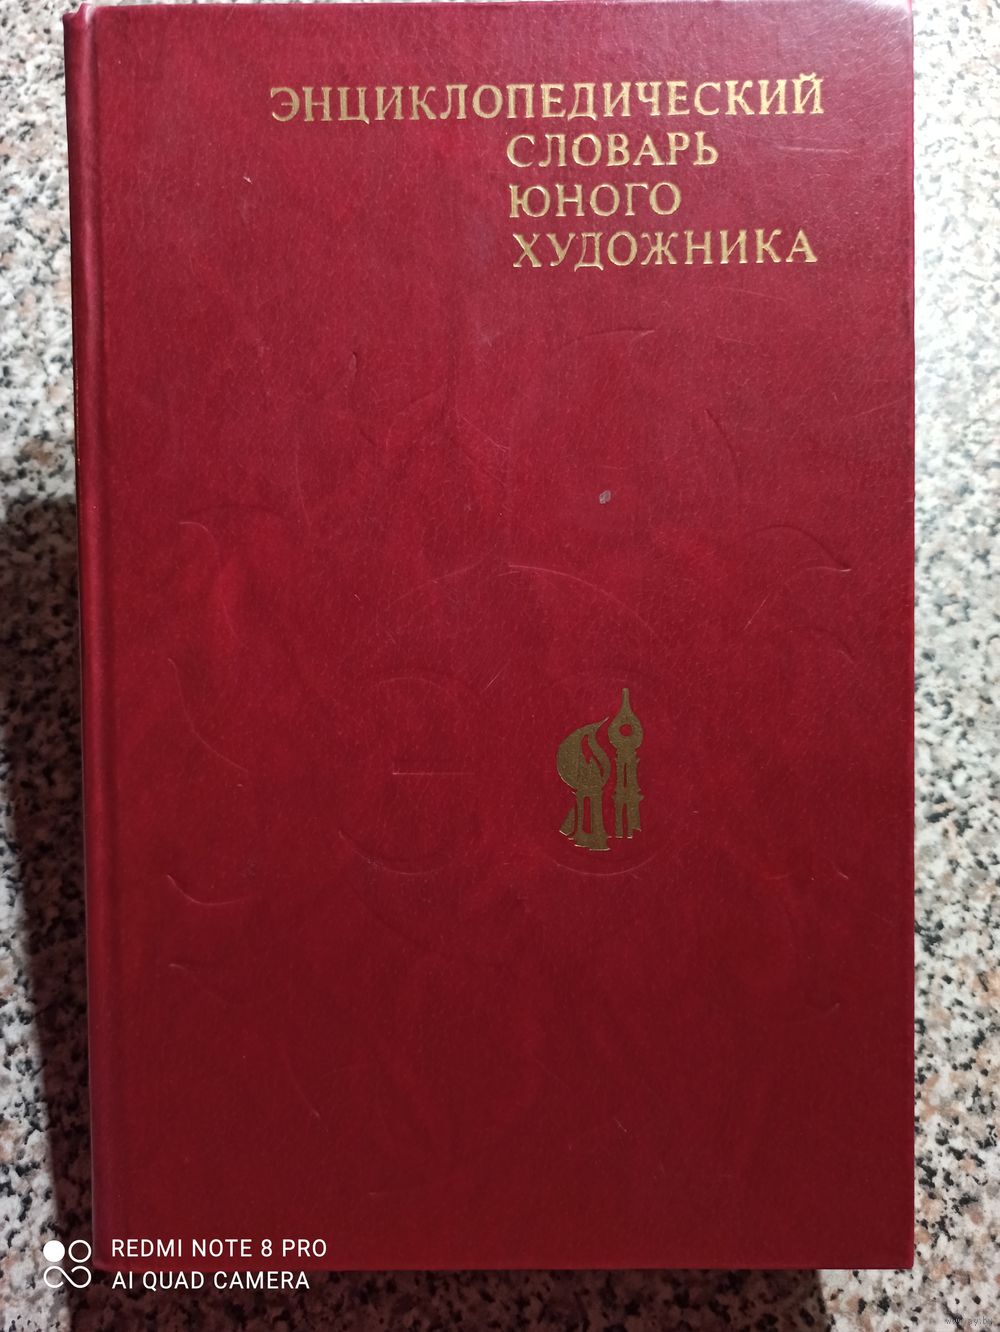 ЭНЦИКЛОПЕДИЧЕСКИЙ
СЛОВАРЬ
ЮНОГО
ХУДОЖНИКА
REDMI NOTE 8 PRO
AI QUAD CAMERA